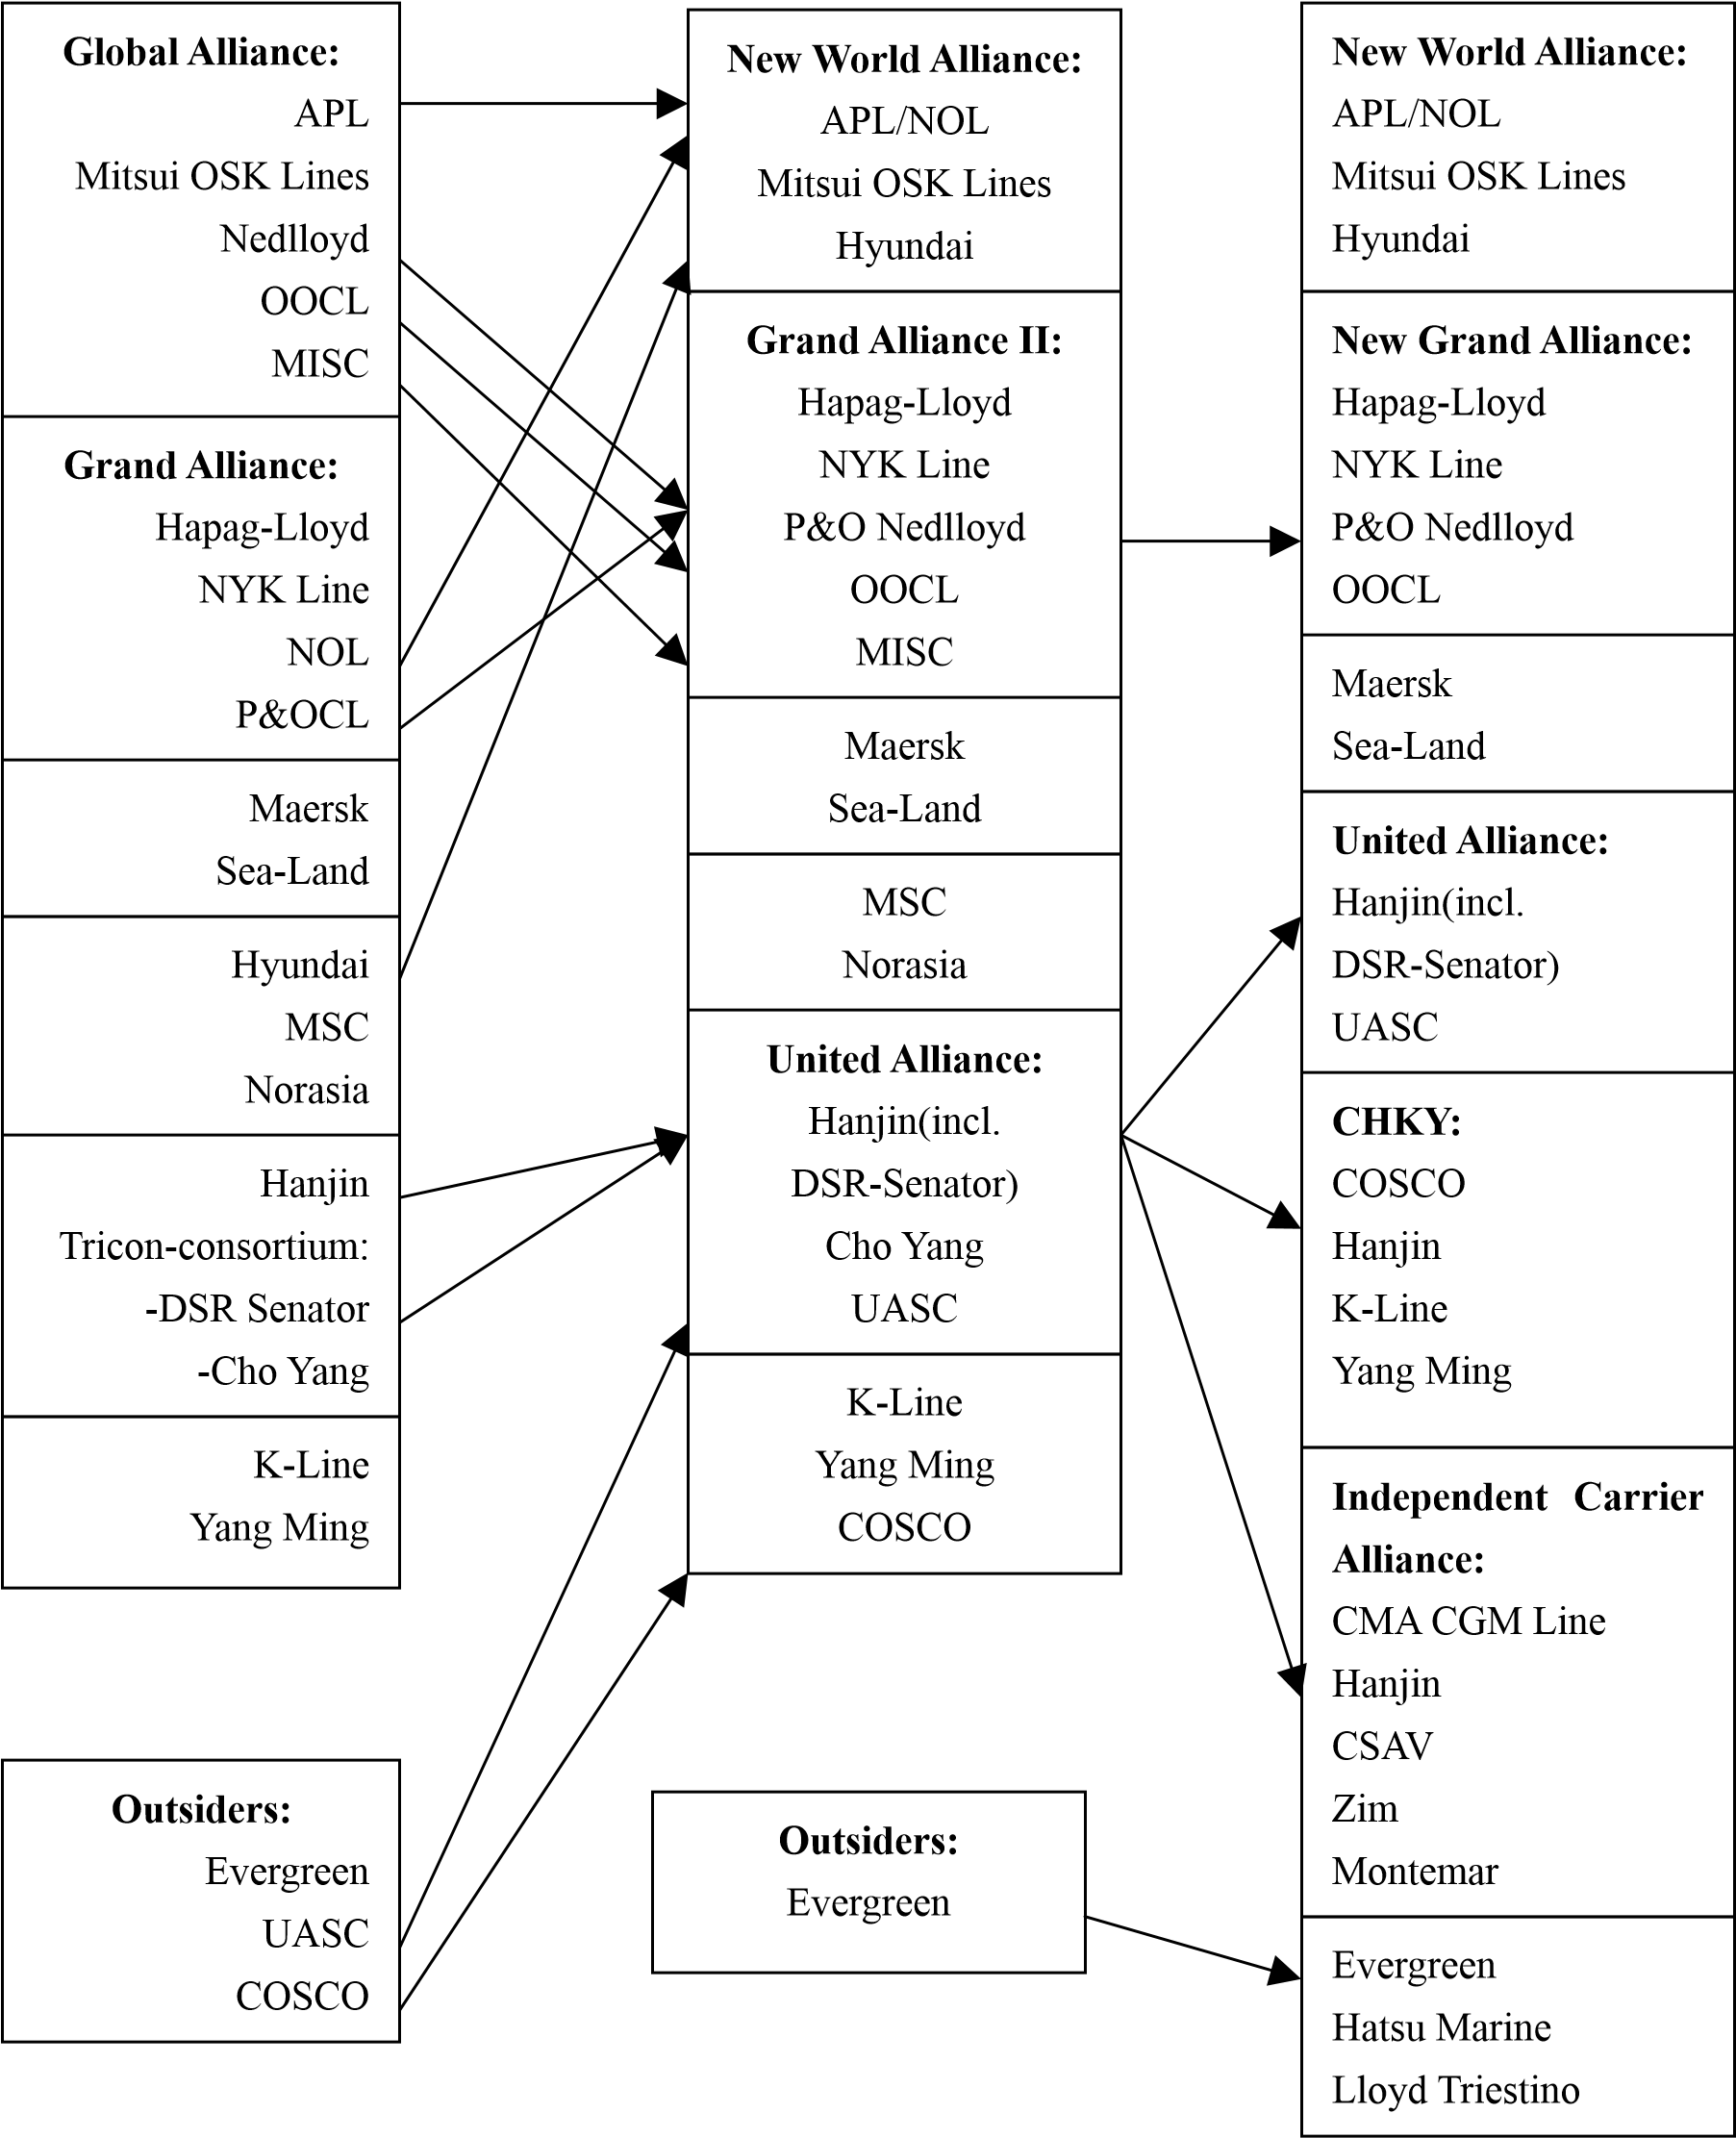 Global Alliance:
APL
Mitsui OSK Lines
Nedlloyd
OOCL
MISC
Grand Alliance:
Hapag-Lloyd
NYK Line
NOL
P&OCL
Maersk
Sea-Land
Hyundai
MSC
Norasia
Hanjin
Tricon-consortium:
-DSR Senator
-Cho Yang
K-Line
Yang Ming
Outsiders:
Evergreen
UASC
COSCO
New World Alliance:
APL/NOL
Mitsui OSK Lines
Hyundai
Grand Alliance II:
Hapag-Lloyd
NYK Line
P&O Nedlloyd
OOCL
MISC
Maersk
Sea-Land
MSC
Norasia
United Alliance:
Hanjin(incl.
DSR-Senator)
Cho Yang
UASC
K-Line
Yang Ming
COSCO
Outsiders:
Evergreen
New World Alliance:
APL/NOL
Mitsui OSK Lines
Hyundai
New Grand Alliance:
Hapag-Lloyd
NYK Line
P&O Nedlloyd
OOCL
Maersk
Sea-Land
United Alliance:
Hanjin(incl.
DSR-Senator)
UASC
CHKY:
COSCO
Hanjin
K-Line
Yang Ming
Independent Carrier
Alliance:
CMA CGM Line
Hanjin
CSAV
Zim
Montemar
Evergreen
Hatsu Marine
Lloyd Triestino